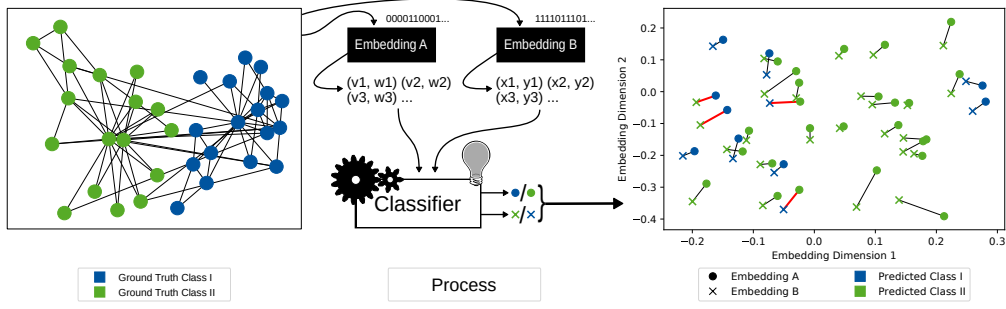 0000110001...
1111011101...
Embedding A
Embedding B
(v1, w1) (v2, w2)
(v3, w3) ...
(x1, y1) (x2, y2)
(x3, y3) ...
Classifier
/
/
Ground Truth Class I
Ground Truth Class II
Process
Embedding Dimension 2
0.2
0.1
0.0
−0.1
−0.2
−0.3
−0.4
−0.2
−0.1
0.0
0.1
0.2
0.3
Embedding Dimension 1
Embedding A
Embedding B
Predicted Class I
Predicted Class II